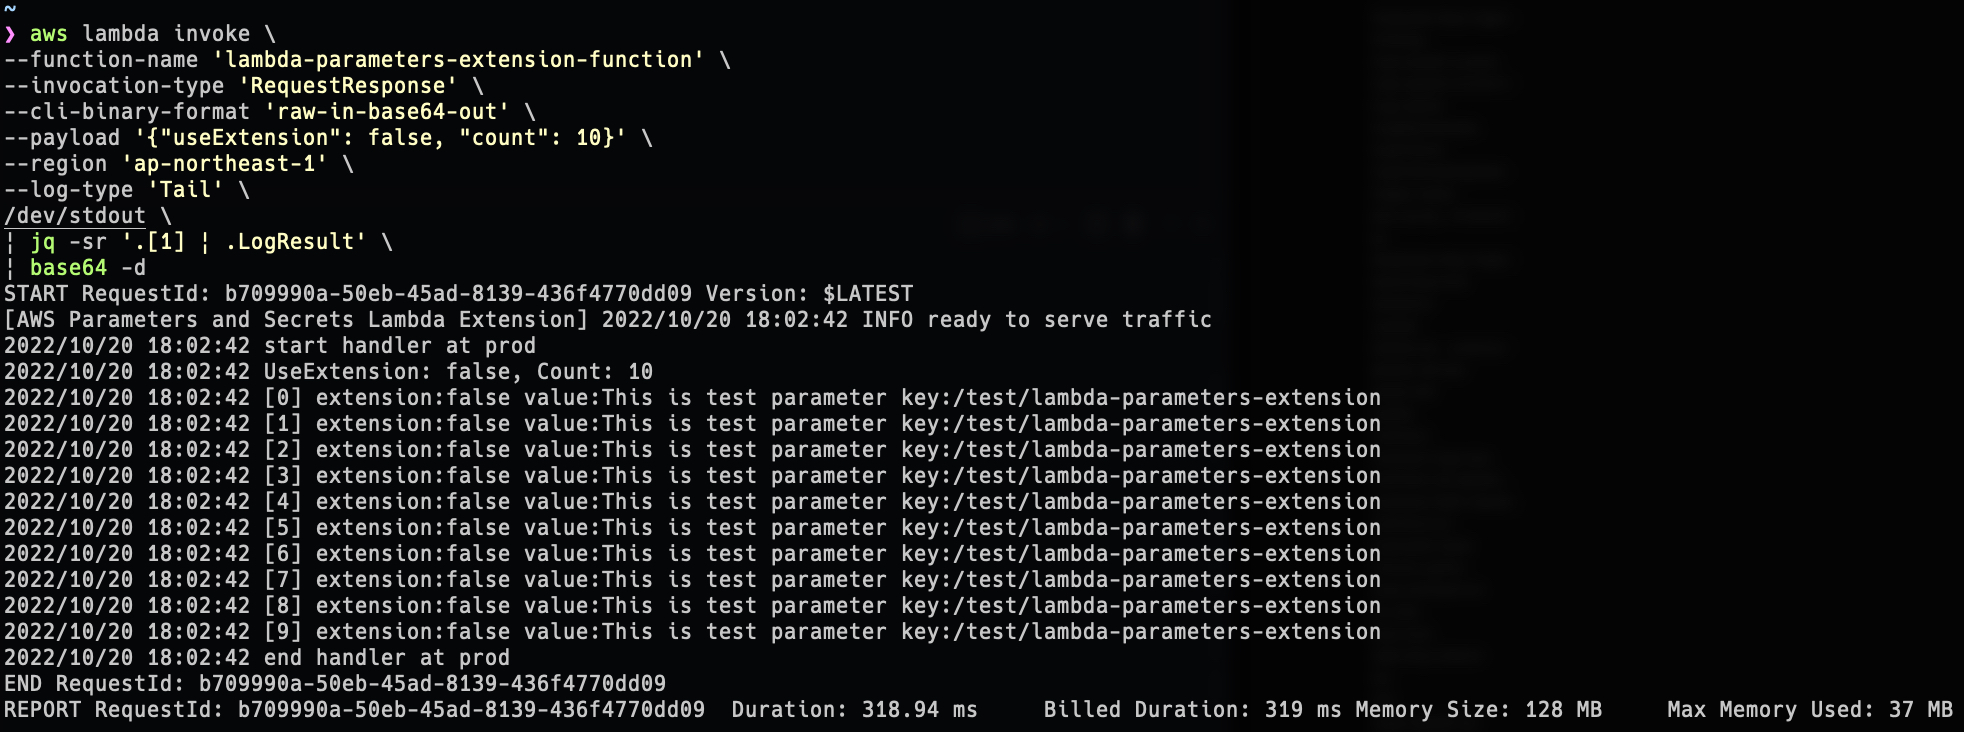 ~
❯ aws lambda invoke \
--function-name 'lambda-parameters-extension-function' \
--invocation-type 'RequestResponse' \
--cli-binary-format 'raw-in-base64-out' \
--payload '{"useExtension": false, "count": 10}' \
--region 'ap-northeast-1' \
--log-type 'Tail' \
/dev/stdout \
| jq -sr '.[1] | .LogResult' \
| base64 -d
START RequestId: b709990a-50eb-45ad-8139-436f4770dd09 Version: $LATEST
[AWS Parameters and Secrets Lambda Extension] 2022/10/20 18:02:42 INFO ready to serve traffic
2022/10/20 18:02:42 start handler at prod
2022/10/20 18:02:42 UseExtension: false, Count: 10
2022/10/20 18:02:42 [0] extension:false value:This is test parameter key:/test/lambda-parameters-extension
2022/10/20 18:02:42 [1] extension:false value:This is test parameter key:/test/lambda-parameters-extension
2022/10/20 18:02:42 [2] extension:false value:This is test parameter key:/test/lambda-parameters-extension
2022/10/20 18:02:42 [3] extension:false value:This is test parameter key:/test/lambda-parameters-extension
2022/10/20 18:02:42 [4] extension:false value:This is test parameter key:/test/lambda-parameters-extension
2022/10/20 18:02:42 [5] extension:false value:This is test parameter key:/test/lambda-parameters-extension
2022/10/20 18:02:42 [6] extension:false value:This is test parameter key:/test/lambda-parameters-extension
2022/10/20 18:02:42 [7] extension:false value:This is test parameter key:/test/lambda-parameters-extension
2022/10/20 18:02:42 [8] extension:false value:This is test parameter key:/test/lambda-parameters-extension
2022/10/20 18:02:42 [9] extension:false value:This is test parameter key:/test/lambda-parameters-extension
2022/10/20 18:02:42 end handler at prod
END RequestId: b709990a-50eb-45ad-8139-436f4770dd09
REPORT RequestId: b709990a-50eb-45ad-8139-436f4770dd09  Duration: 318.94 ms     Billed Duration: 319 ms Memory Size: 128 MB     Max Memory Used: 37 MB